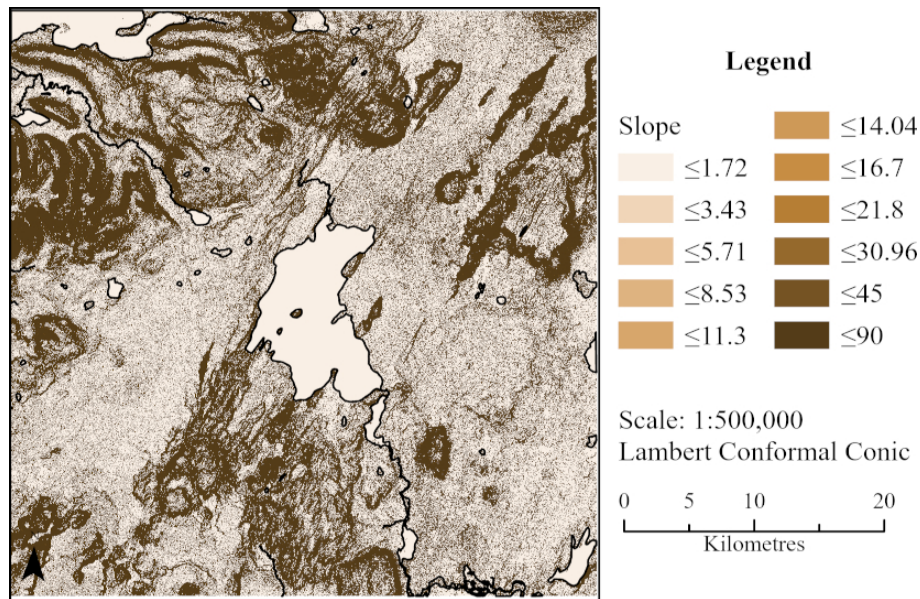 Legend
Slope
≤1.72
≤3.43
≤5.71
≤8.53
≤11.3
≤14.04
≤16.7
≤21.8
≤30.96
≤45
≤90
Scale: 1:500,000
Lambert Conformal Conic
0 5 10 20
Kilometres